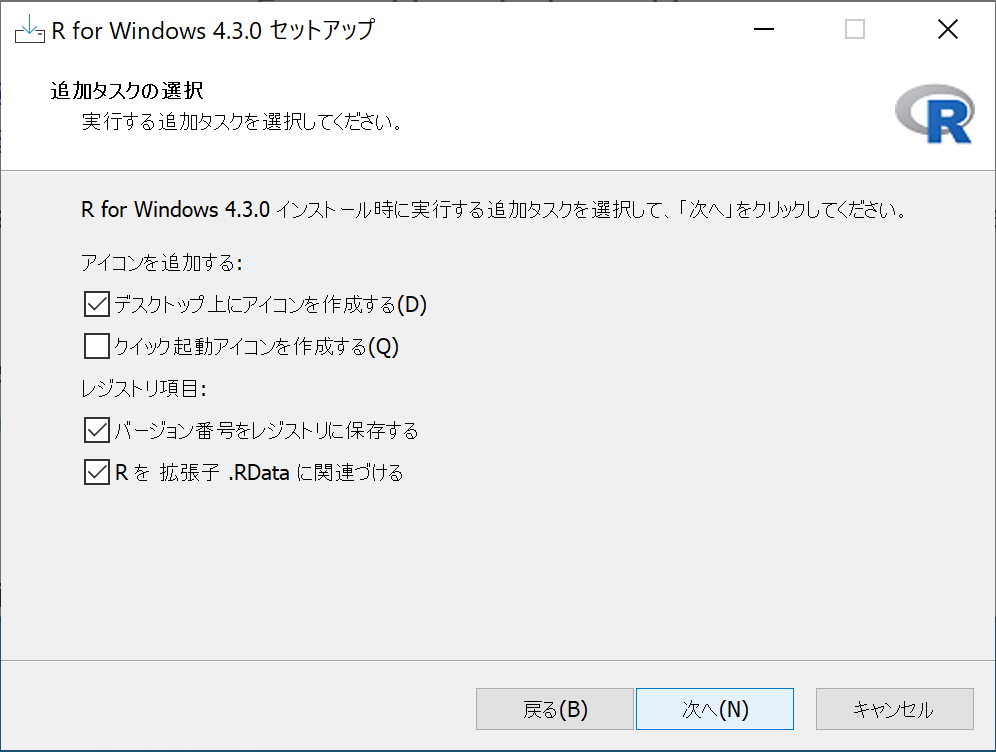 R for Windows 4.3.0 セットアップ
追加タスクの選択
実行する追加タスクを選択してください。
R
R for Windows 4.3.0 インストール時に実行する追加タスクを選択して、「次へ」をクリックしてください。
アイコンを追加する:
デスクトップ上にアイコンを作成する(D)
クイック起動アイコンを作成する(Q)
レジストリ項目:
バージョン番号をレジストリに保存する
R を 拡張子 .RData に関連づける
戻る(B) 次へ(N) キャンセル